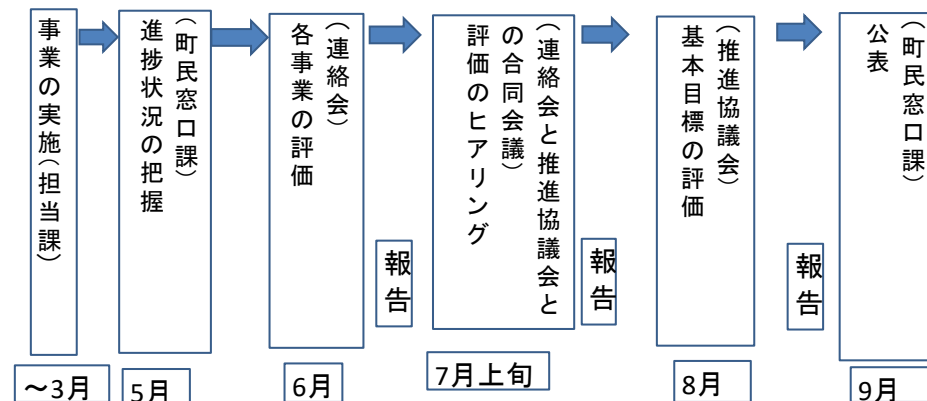 事業の実施(担当課)
(町民窓口課)
進捗状況の把握
(連絡会)
各事業の評価
報告
(連絡会と推進協議会と
の合同会議)
評価のヒアリング
報告
(推進協議会)
基本目標の評価
報告
(町民窓口課)
公表
~3月
5月
6月
7月上旬
8月
9月